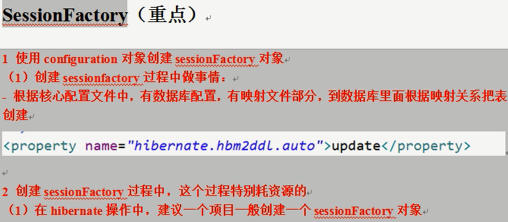 SessionFactory（重点）
1 使用 configuration 对象创建 sessionFactory 对象
（1）创建 sessionfactory 过程中做事情：
- 根据核心配置文件中，有数据库配置，有映射文件部分，到数据库里面根据映射关系把表
创建
<property name="hibernate.hbm2ddl.auto">update</property>
2 创建 sessionFactory 过程中，这个过程特别耗资源的
（1）在 hibernate 操作中，建议一个项目一般创建一个 sessionFactory 对象